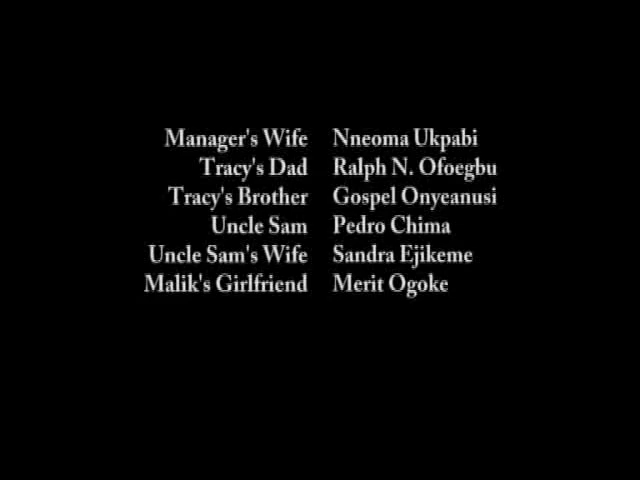 Manager's Wife Nneoma Ukpabi
Tracy's Dad Ralph N. Ofoegbu
Tracy's Brother Gospel Onyeanusi
Uncle Sam Pedro Chima
Uncle Sam's Wife Sandra Ejikeme
Malik's Girlfriend Merit Ogoke